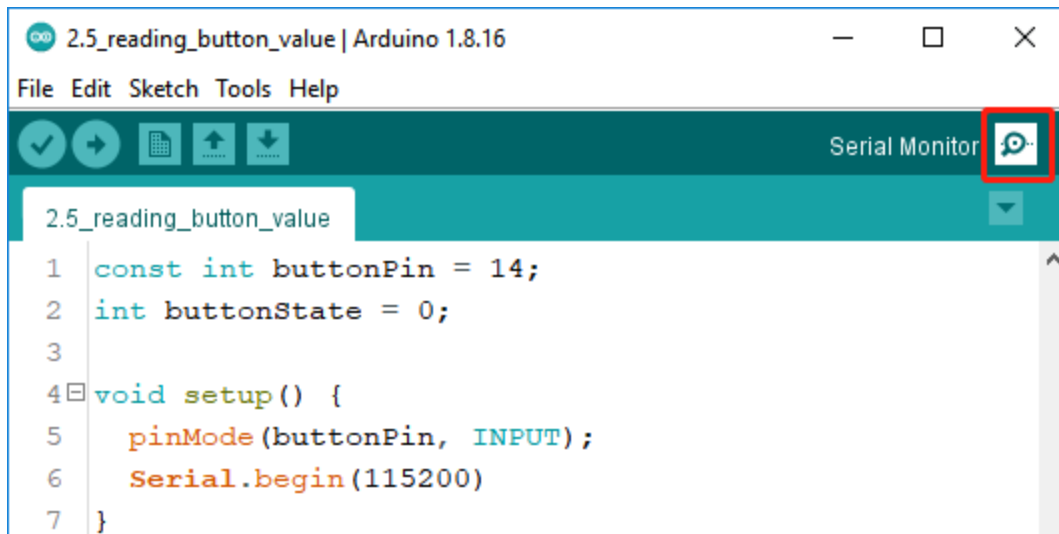 2.5_reading_button_value | Arduino 1.8.16
File Edit Sketch Tools Help
Serial Monitor
2.5_reading_button_value
1 const int buttonPin = 14;
2 int buttonState = 0;
3
4 void setup() {
5   pinMode(buttonPin, INPUT);
6   Serial.begin(115200)
7 }